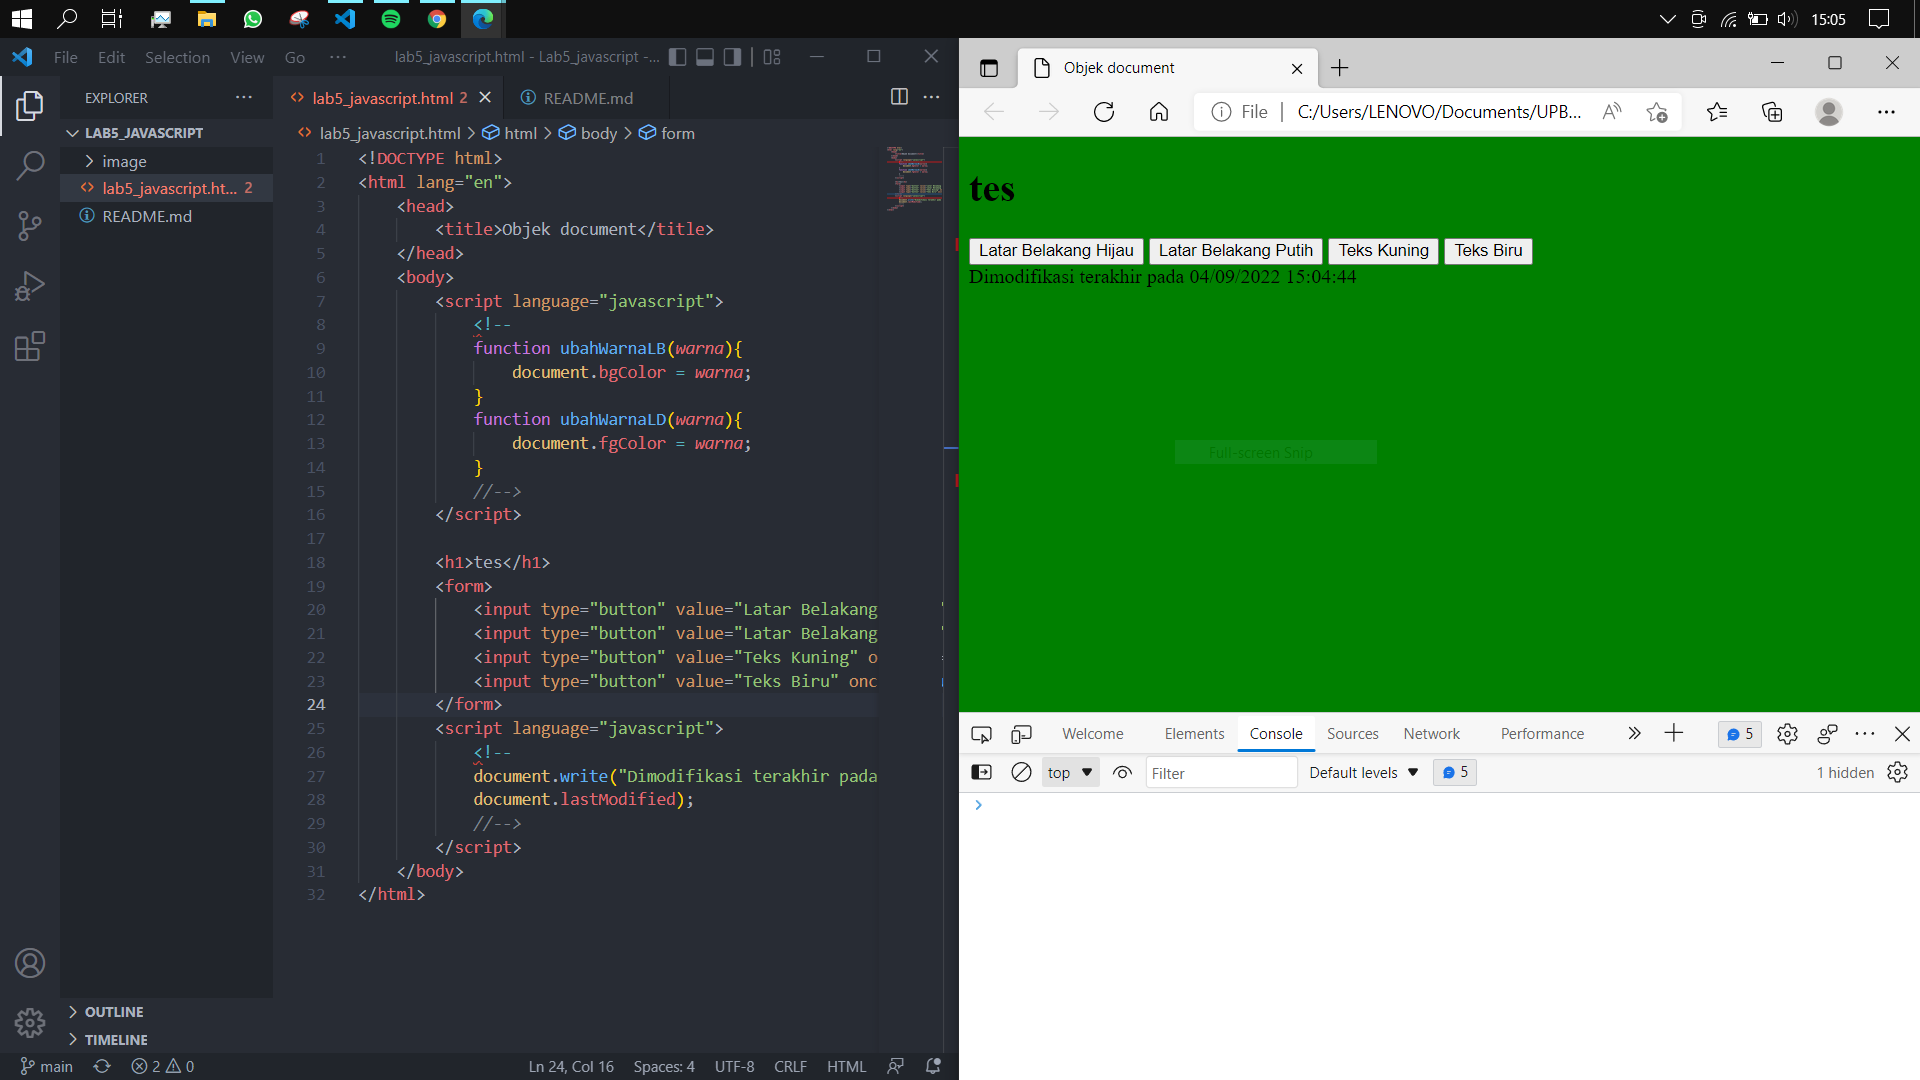 15:05
File Edit Selection View Go ··· lab5_javascript.html - Lab5_javascript -...
EXPLORER
LAB5_JAVASCRIPT
image
lab5_javascript.ht... 2
README.md
OUTLINE
TIMELINE
lab5_javascript.html 2
README.md
lab5_javascript.html > html > body > form
1 <!DOCTYPE html>
2 <html lang="en">
3 <head>
4 <title>Objek document</title>
5 </head>
6 <body>
7 <script language="javascript">
8 <!--
9 function ubahWarnaLB(warna){
10 document.bgColor = warna;
11 }
12 function ubahWarnaLD(warna){
13 document.fgColor = warna;
14 }
15 //-->
16 </script>
17
18 <h1>tes</h1>
19 <form>
20 <input type="button" value="Latar Belakang
21 <input type="button" value="Latar Belakang
22 <input type="button" value="Teks Kuning" o
23 <input type="button" value="Teks Biru" onc
24 </form>
25 <script language="javascript">
26 <!--
27 document.write("Dimodifikasi terakhir pada
28 document.lastModified);
29 //-->
30 </script>
31 </body>
32 </html>
main 2 0 Ln 24, Col 16 Spaces: 4 UTF-8 CRLF HTML
Objek document
File C:/Users/LENOVO/Documents/UPB...
tes
Latar Belakang Hijau Latar Belakang Putih Teks Kuning Teks Biru
Dimodifikasi terakhir pada 04/09/2022 15:04:44
Full-screen Snip
Welcome Elements Console Sources Network Performance 5
top Filter Default levels 5 1 hidden